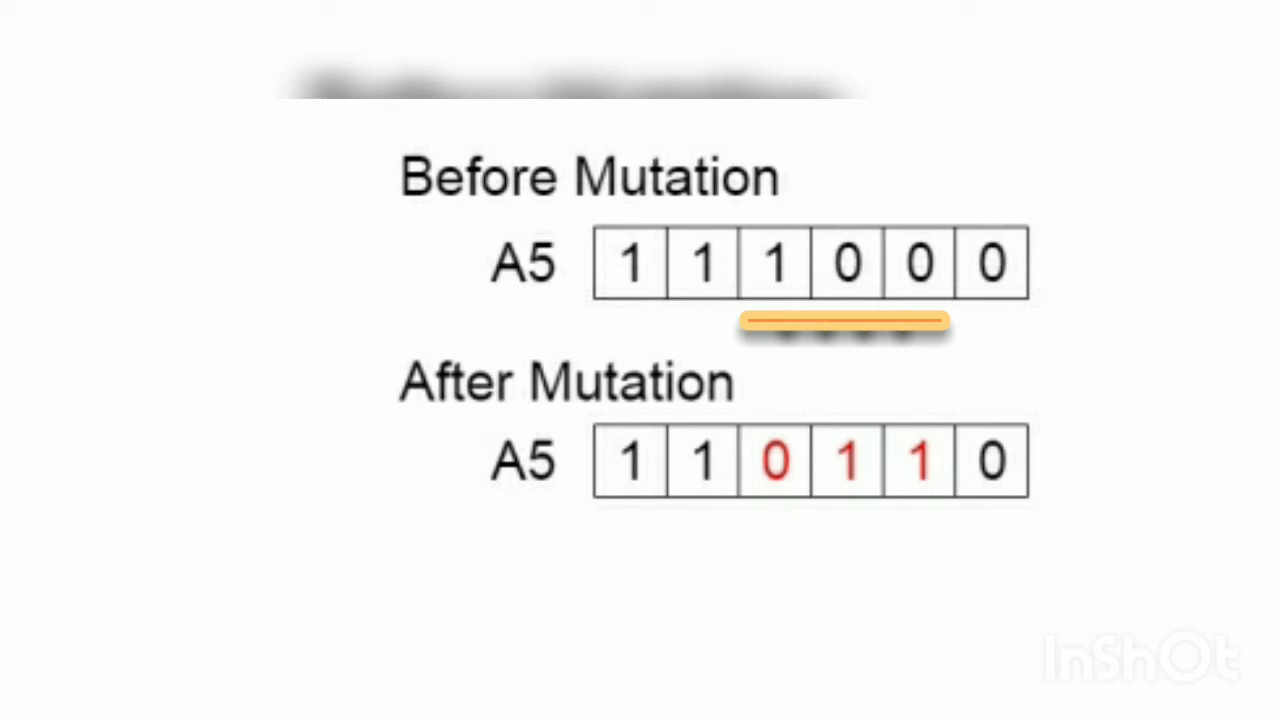 Before Mutation
A5 1 1 1 0 0 0
After Mutation
A5 1 1 0 1 1 0
InShOt